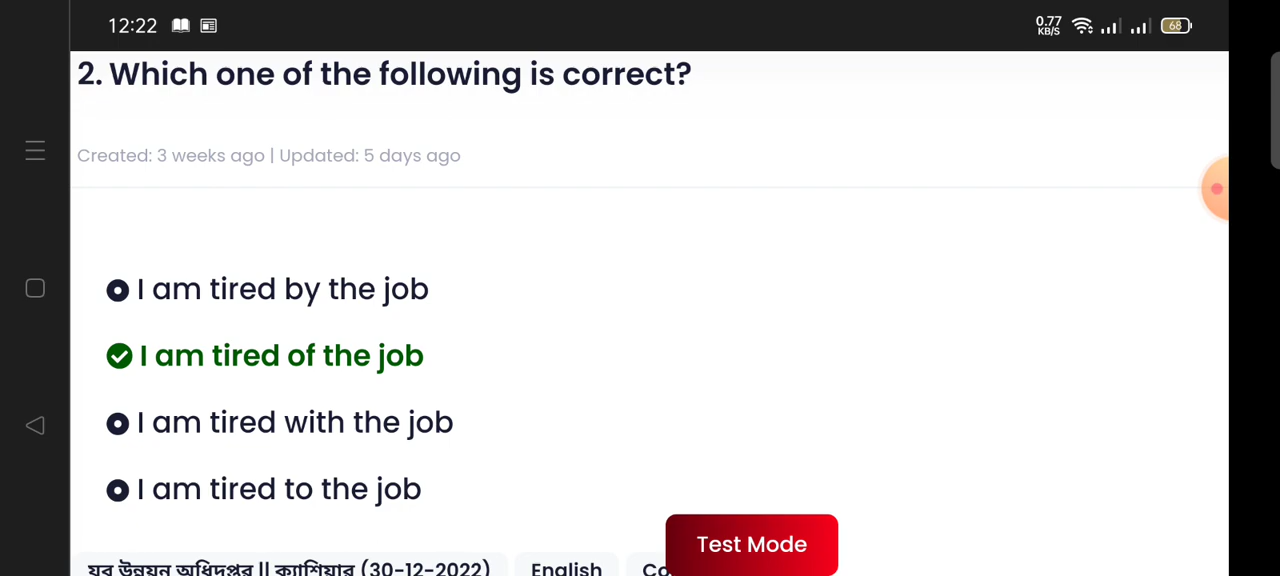 12:22
0.77
KB/S
68
2. Which one of the following is correct?
Created: 3 weeks ago | Updated: 5 days ago
I am tired by the job
I am tired of the job
I am tired with the job
I am tired to the job
Test Mode
যুব উন্নয়ন অধিদপ্তর || ক্যাশিয়ার (30-12-2022) English